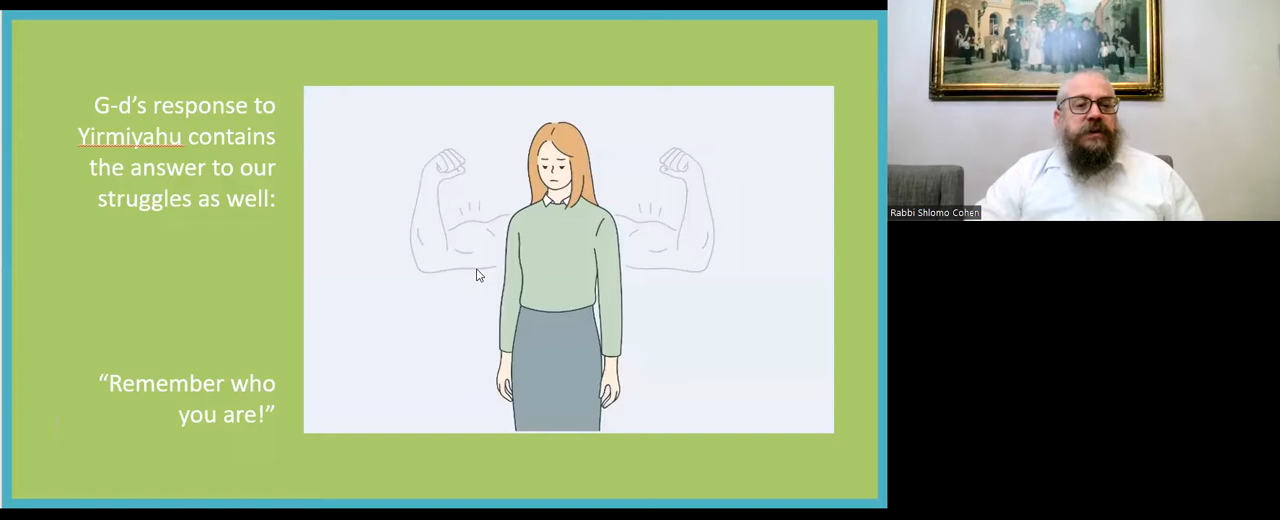 G-d’s response to
Yirmiyahu contains
the answer to our
struggles as well:
“Remember who
you are!”
Rabbi Shlomo Cohen